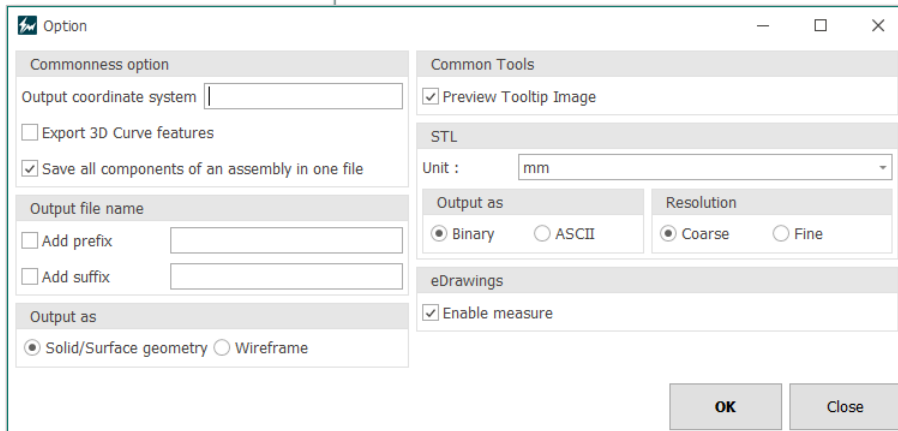 Option
Commonness option
Output coordinate system
Export 3D Curve features
Save all components of an assembly in one file
Output file name
Add prefix
Add suffix
Output as
Solid/Surface geometry Wireframe
Common Tools
Preview Tooltip Image
STL
Unit : mm
Output as Resolution
Binary ASCII Coarse Fine
eDrawings
Enable measure
OK Close